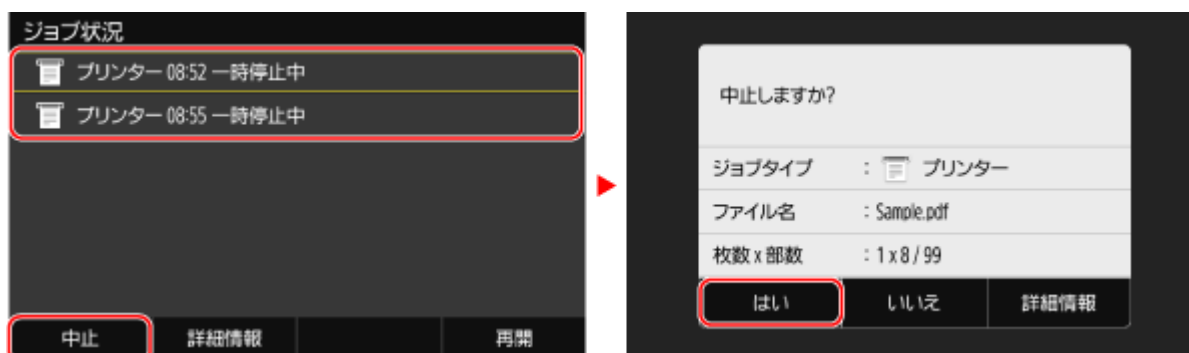 ジョブ状況
プリンター 08:52 一時停止中
プリンター 08:55 一時停止中
中止 詳細情報 再開
中止しますか?
ジョブタイプ : プリンター
ファイル名 : Sample.pdf
枚数 x 部数 : 1 x 8 / 99
はい いいえ 詳細情報